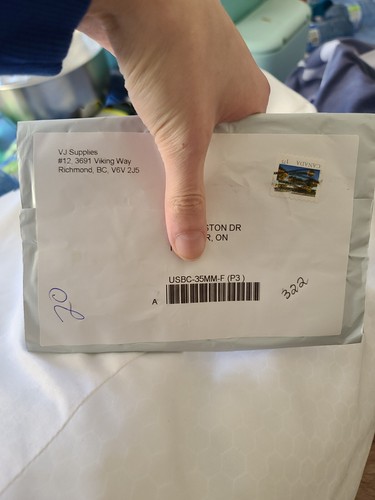 VJ Supplies
#12, 3691 Viking Way
Richmond, BC, V6V 2J5
CANADA
STON DR
R, ON
USBC-35MM-F (P3 )
A
322
20